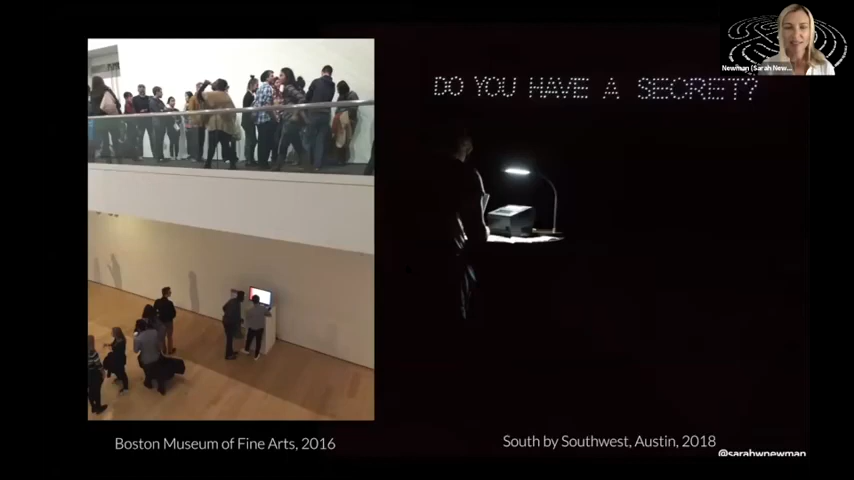 Newman (Sarah New...
DO YOU HAVE A SECRET?
Boston Museum of Fine Arts, 2016
South by Southwest, Austin, 2018
@sarahwnewman